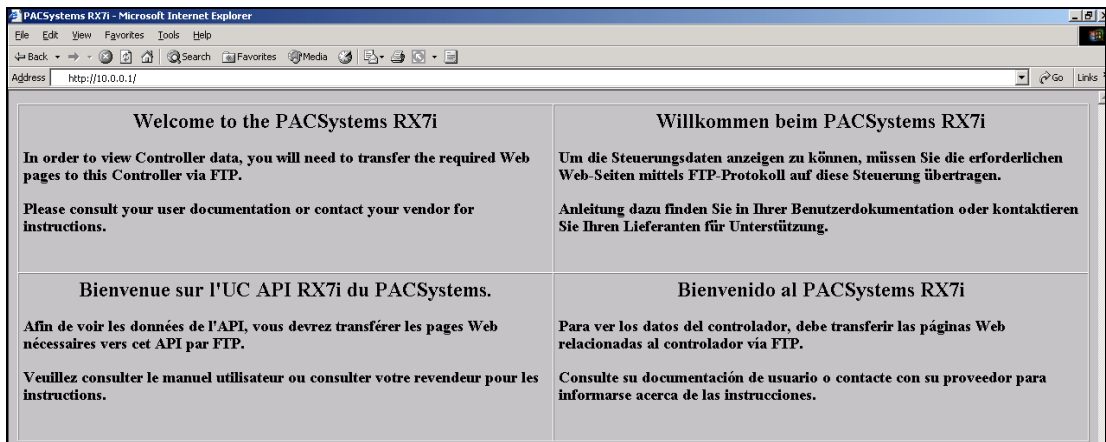 PACSystems RX7i - Microsoft Internet Explorer
File Edit View Favorites Tools Help
Back Search Favorites Media
Address http://10.0.0.1/ Go Links
Welcome to the PACSystems RX7i
In order to view Controller data, you will need to transfer the required Web
pages to this Controller via FTP.
Please consult your user documentation or contact your vendor for
instructions.
Willkommen beim PACSystems RX7i
Um die Steuerungsdaten anzeigen zu können, müssen Sie die erforderlichen
Web-Seiten mittels FTP-Protokoll auf diese Steuerung übertragen.
Anleitung dazu finden Sie in Ihrer Benutzerdokumentation oder kontaktieren
Sie Ihren Lieferanten für Unterstützung.
Bienvenue sur l'UC API RX7i du PACSystems.
Afin de voir les données de l'API, vous devrez transférer les pages Web
nécessaires vers cet API par FTP.
Veuillez consulter le manuel utilisateur ou consulter votre revendeur pour les
instructions.
Bienvenido al PACSystems RX7i
Para ver los datos del controlador, debe transferir las páginas Web
relacionadas al controlador vía FTP.
Consulte su documentación de usuario o contacte con su proveedor para
informarse acerca de las instrucciones.